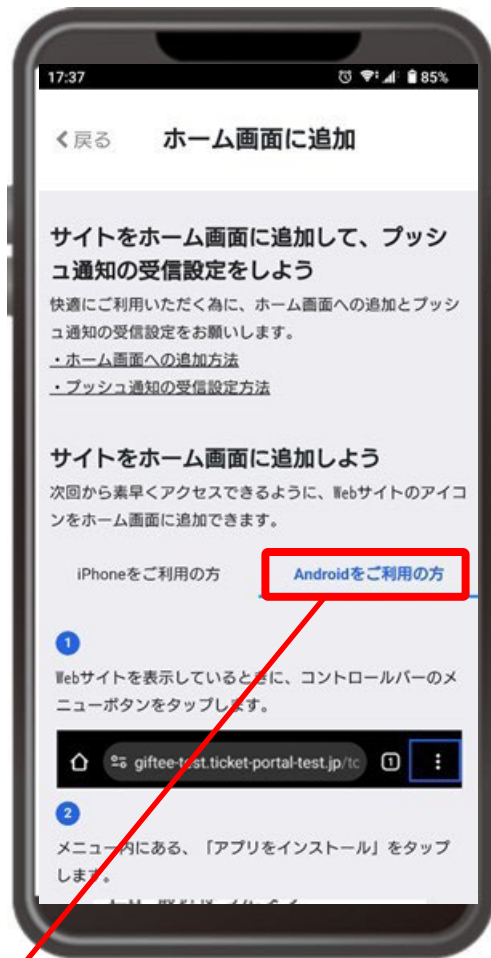 17:37
85%
戻る
ホーム画面に追加
サイトをホーム画面に追加して、プッシ
ュ通知の受信設定をしよう
快適にご利用いただく為に、ホーム画面への追加とプッシ
ュ通知の受信設定をお願いします。
・ホーム画面への追加方法
・プッシュ通知の受信設定方法
サイトをホーム画面に追加しよう
次回から素早くアクセスできるように、Webサイトのアイコ
ンをホーム画面に追加できます。
iPhoneをご利用の方
Androidをご利用の方
1
Webサイトを表示しているときに、コントロールバーのメ
ニューボタンをタップします。
giftee-test.ticket-portal-test.jp/tc
1
2
メニュー内にある、「アプリをインストール」をタップ
します。